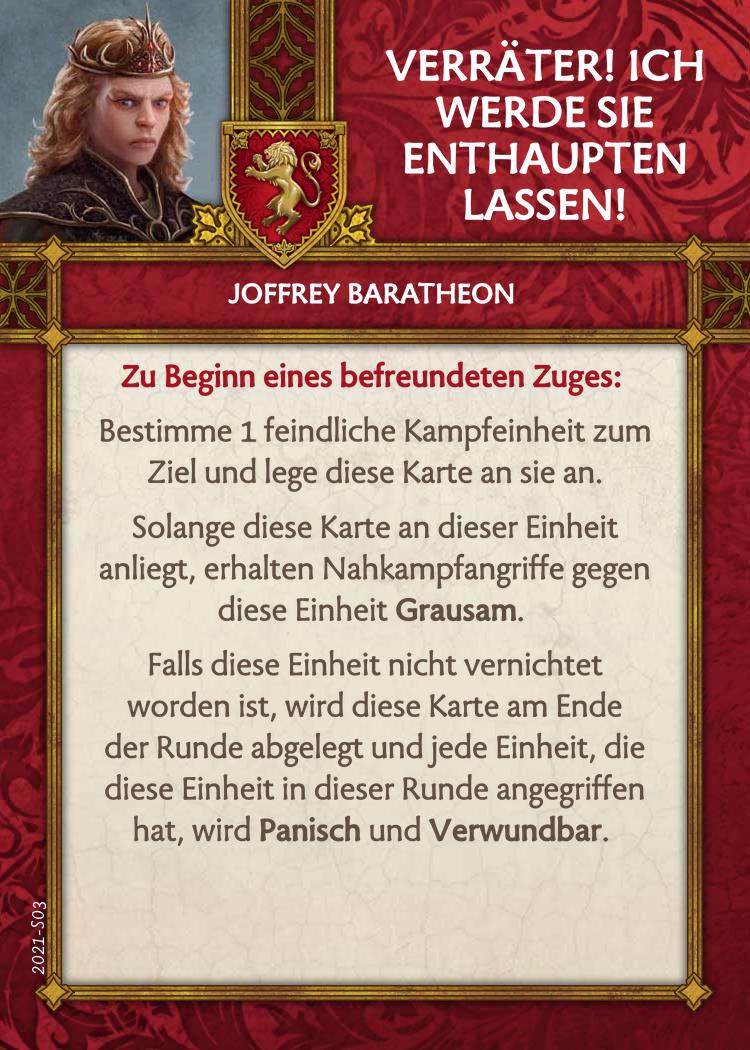 VERRÄTER! ICH
WERDE SIE
ENTHAUPTEN
LASSEN!
JOFFREY BARATHEON
Zu Beginn eines befreundeten Zuges:
Bestimme 1 feindliche Kampfeinheit zum
Ziel und lege diese Karte an sie an.
Solange diese Karte an dieser Einheit
anliegt, erhalten Nahkampfangriffe gegen
diese Einheit Grausam.
Falls diese Einheit nicht vernichtet
worden ist, wird diese Karte am Ende
der Runde abgelegt und jede Einheit, die
diese Einheit in dieser Runde angegriffen
hat, wird Panisch und Verwundbar.
2021-S03